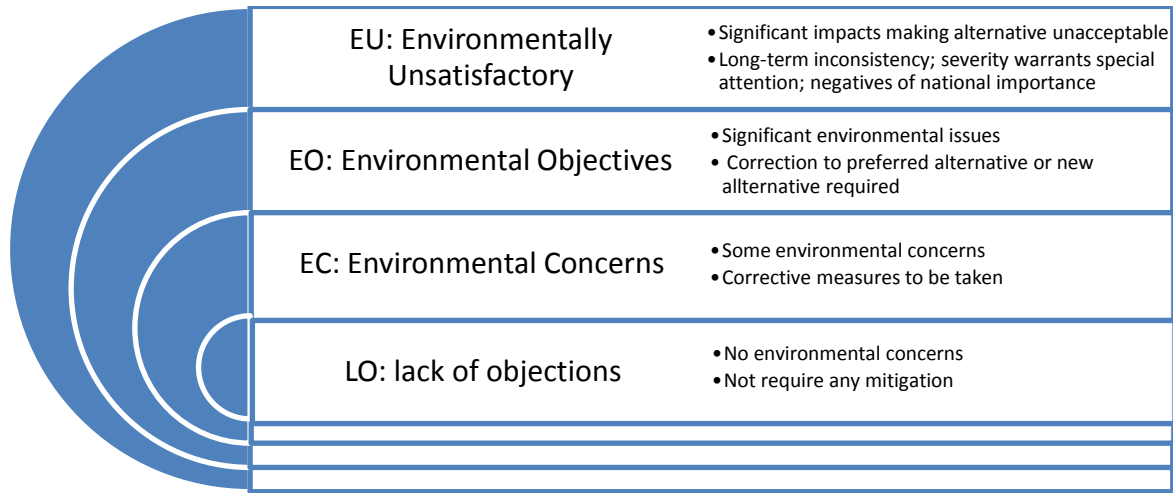 EU: Environmentally
Unsatisfactory
•Significant impacts making alternative unacceptable
•Long-term inconsistency; severity warrants special
attention; negatives of national importance
EO: Environmental Objectives
•Significant environmental issues
• Correction to preferred alternative or new
allternative required
EC: Environmental Concerns
•Some environmental concerns
•Corrective measures to be taken
LO: lack of objections
•No environmental concerns
•Not require any mitigation